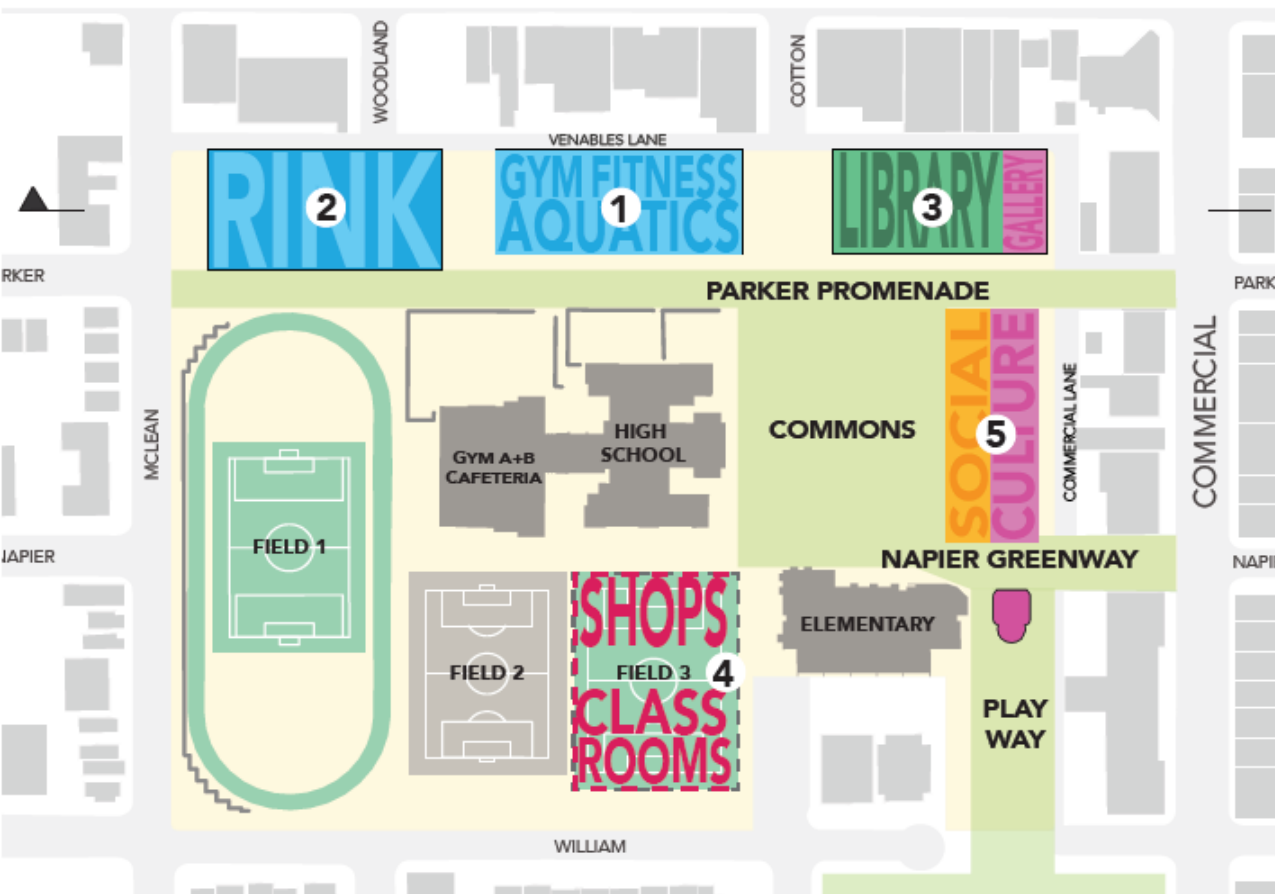 WOODLAND
COTTON
VENABLES LANE
RINK
2
GYM FITNESS
AQUATICS
1
LIBRARY
3
GALLERY
RKER
PARKER PROMENADE
PARK
MCLEAN
GYM A+B
CAFETERIA
HIGH
SCHOOL
COMMONS
SOCIAL
CULTURE
5
COMMERCIAL LANE
COMMERCIAL
FIELD 1
NAPIER
NAPIER GREENWAY
NAPI
SHOPS
FIELD 2
FIELD 3
4
CLASS
ROOMS
ELEMENTARY
PLAY
WAY
WILLIAM